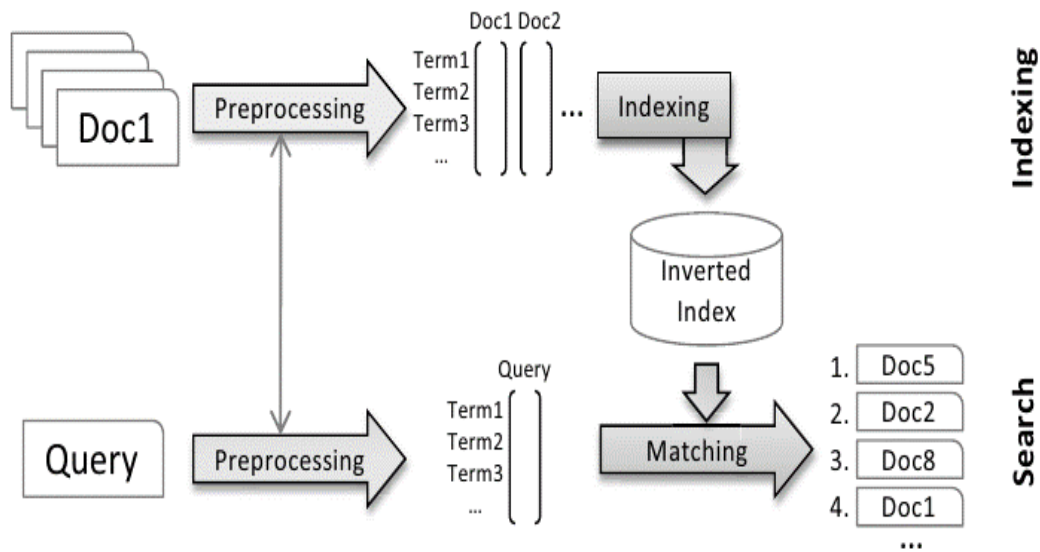 Doc1 Doc2
Term1
Term2
Term3
...
Doc1
Preprocessing
...
Indexing
Indexing
Inverted
Index
Query
Term1
Term2
Term3
...
Query
Preprocessing
Matching
1. Doc5
2. Doc2
3. Doc8
4. Doc1
...
Search